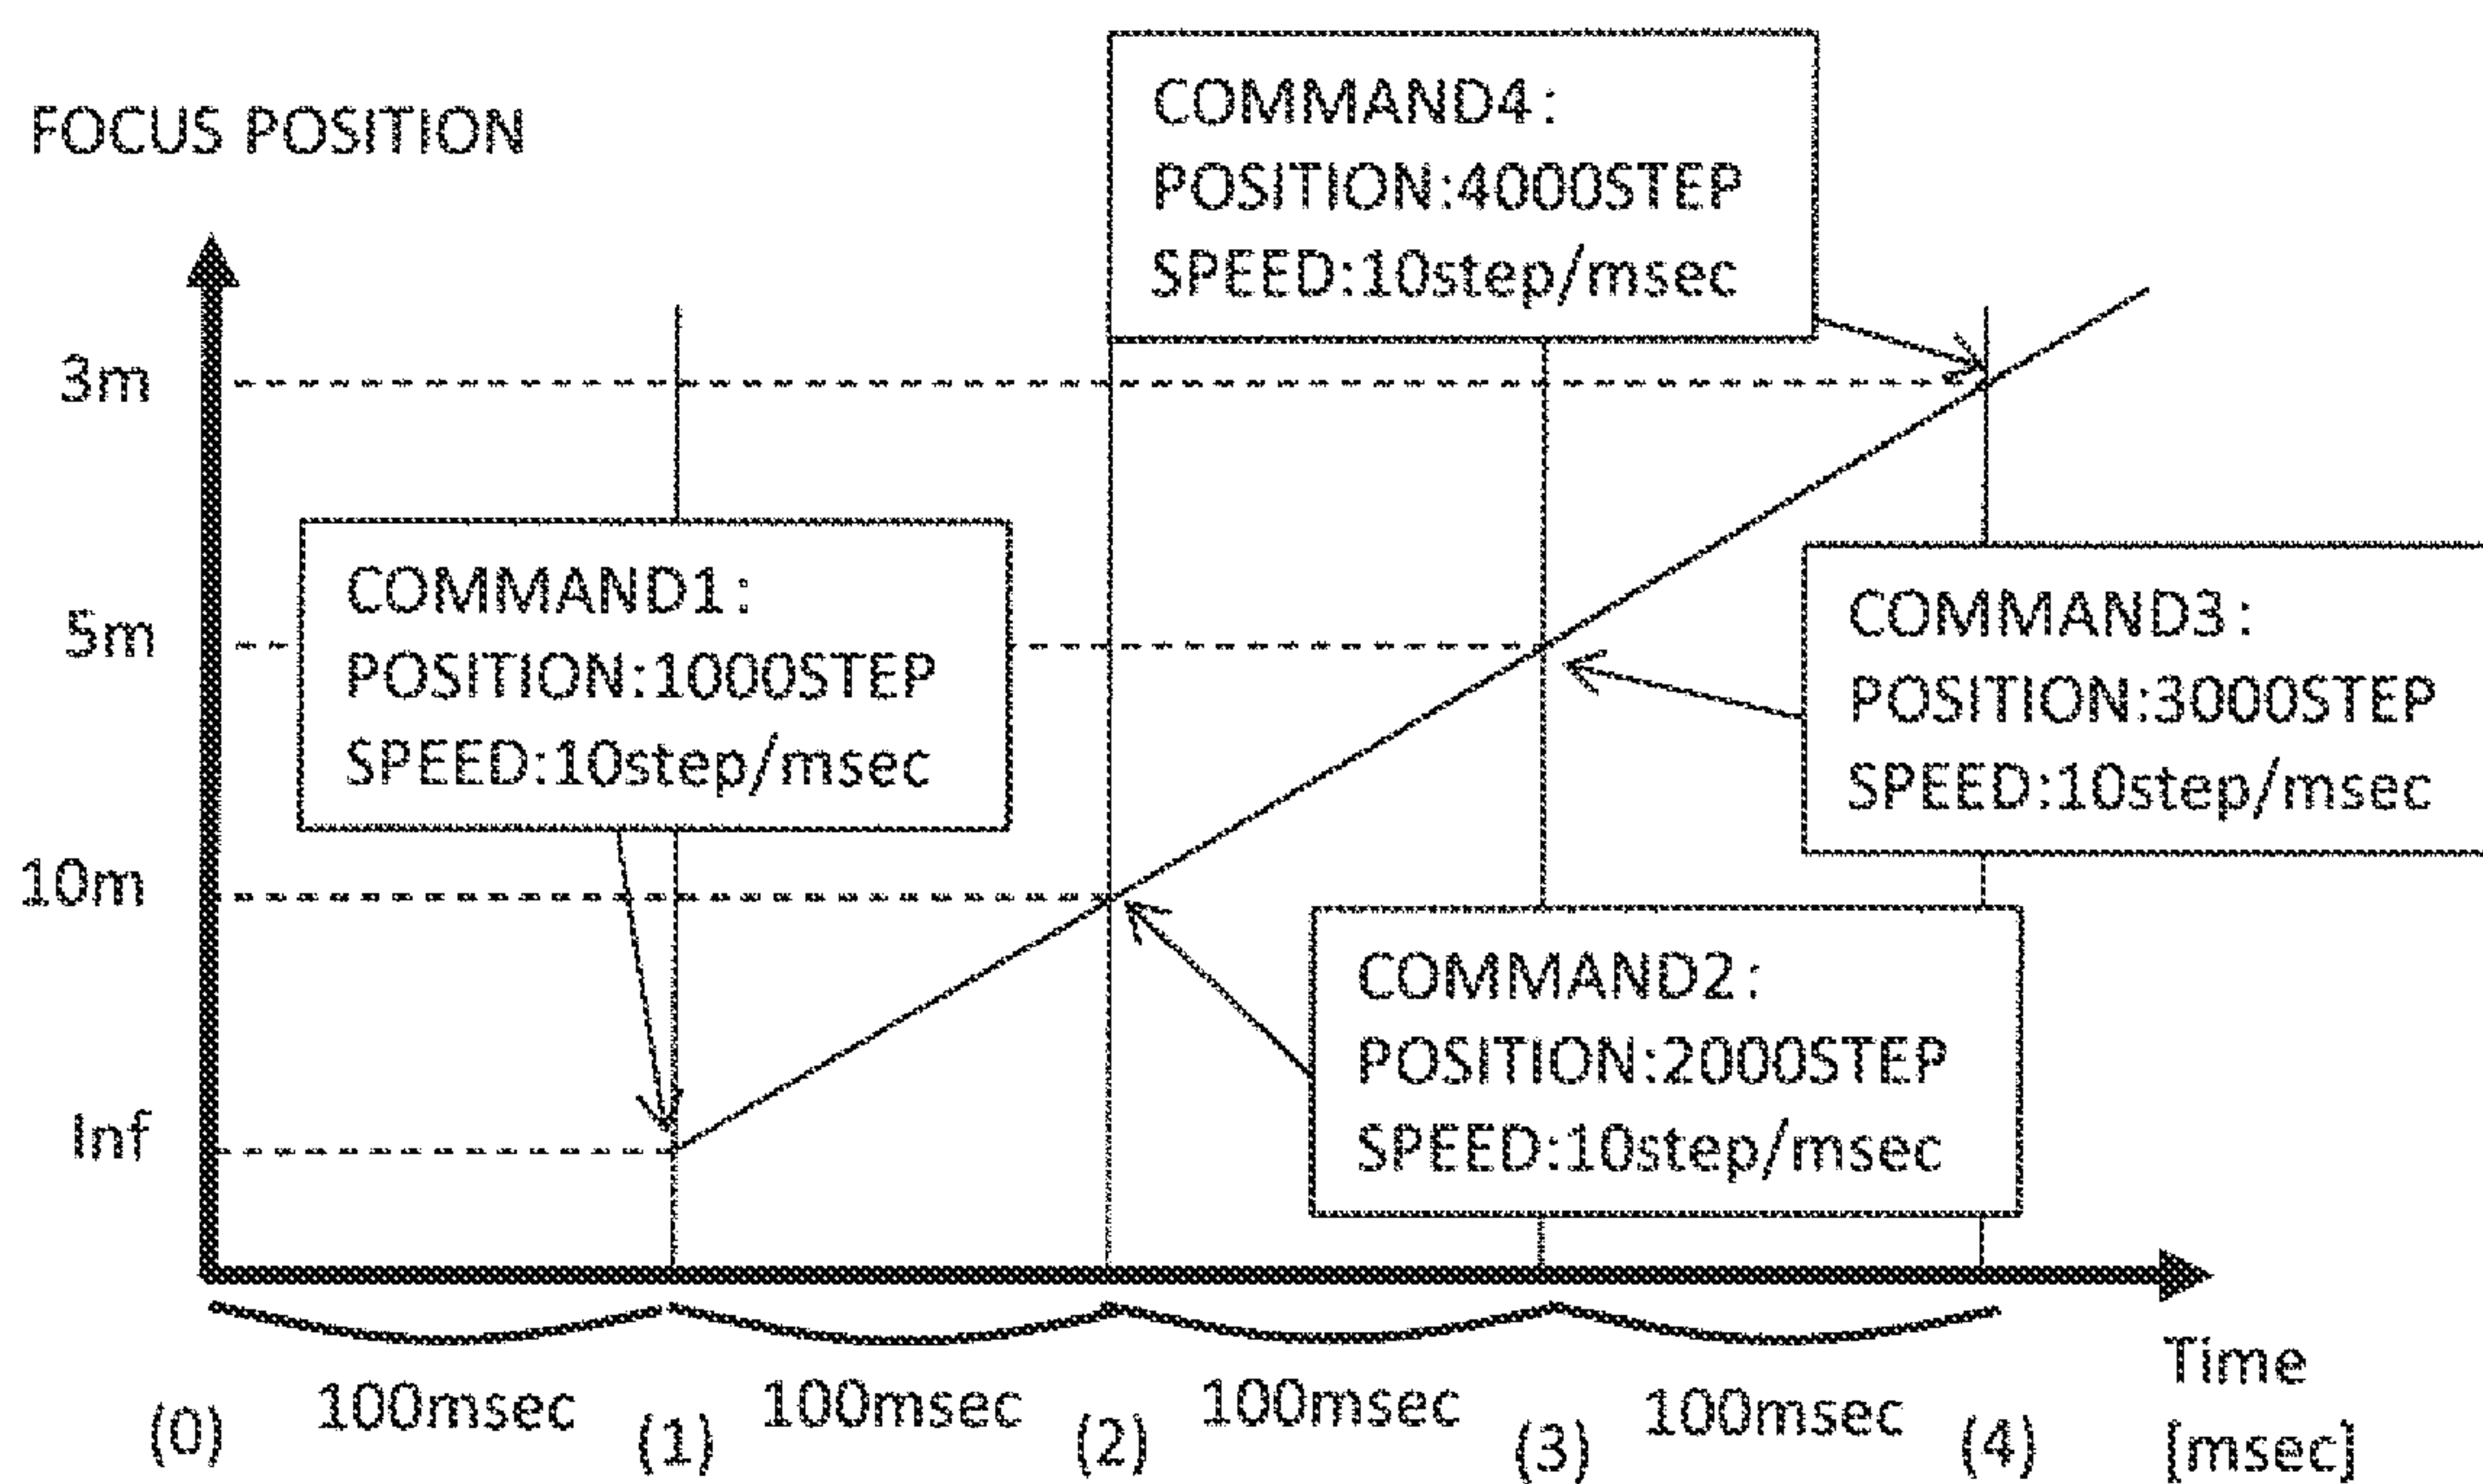 FOCUS POSITION
COMMAND4:
POSITION:4000STEP
SPEED:10step/msec
3m
COMMAND1:
POSITION:1000STEP
SPEED:10step/msec
5m
COMMAND3:
POSITION:3000STEP
SPEED:10step/msec
10m
COMMAND2:
POSITION:2000STEP
SPEED:10step/msec
Inf
(0) 100msec (1) 100msec (2) 100msec (3) 100msec (4)
Time
[msec]